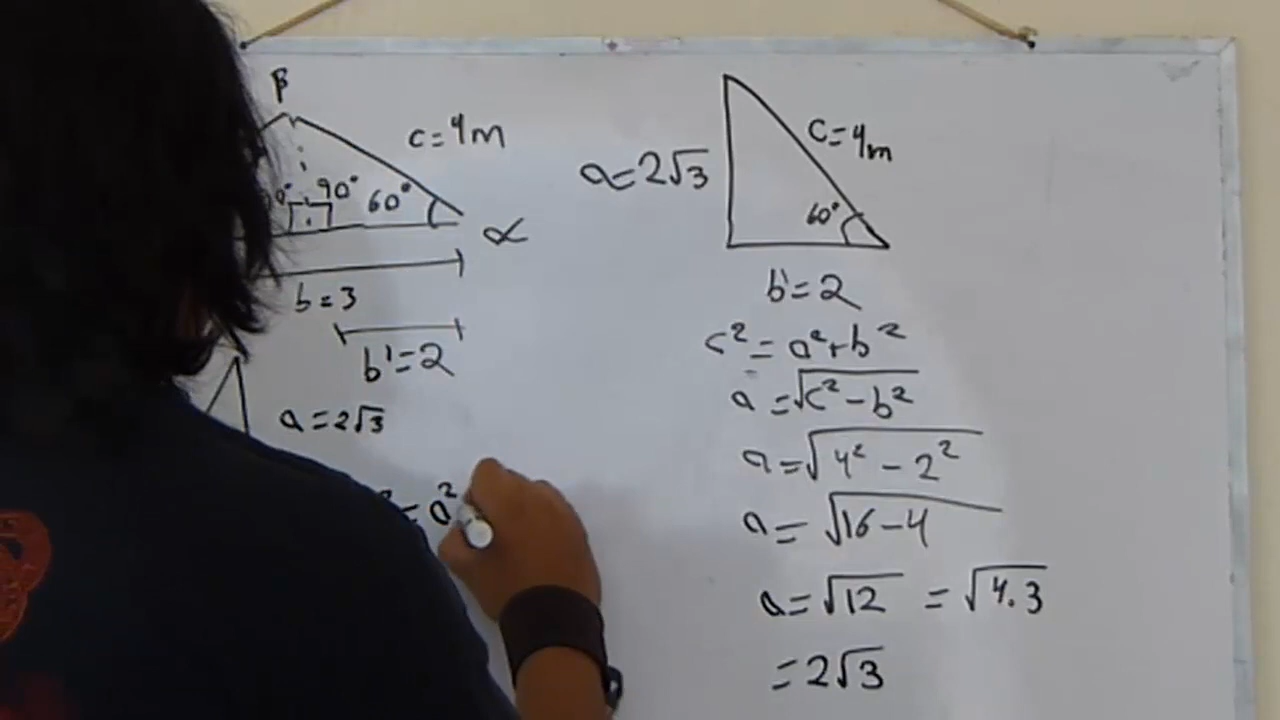 β
c=4m
90° 60°
α
b=3
b'=2
a=2√3
= a²
a=2√3
C=4m
60°
b'=2
c²=a²+b²
a=√c²-b²
a=√4²-2²
a=√16-4
a=√12 =√4.3
=2√3